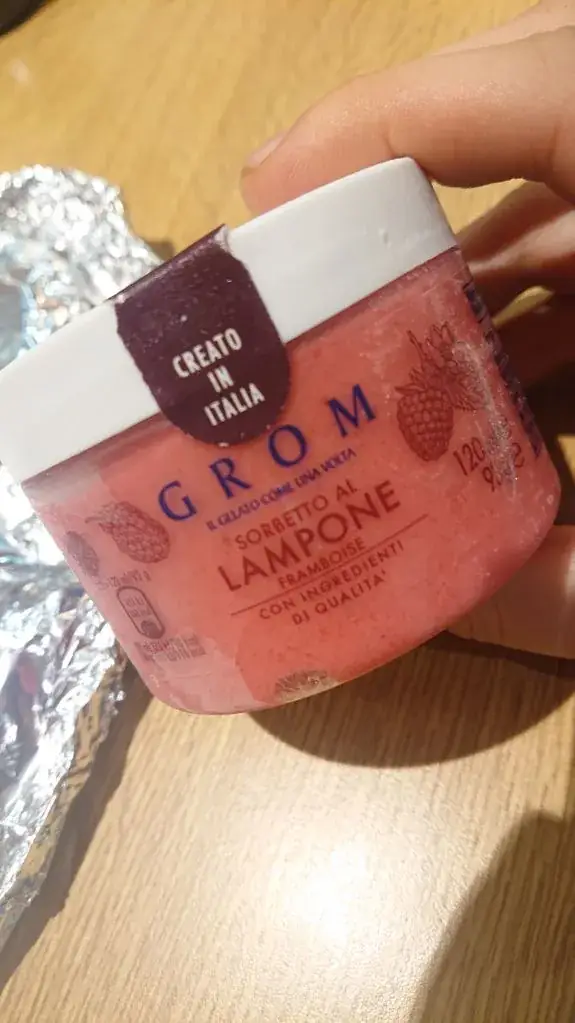 CREATO
IN
ITALIA
GROM
IL GELATO COME UNA VOLTA
SORBETTO AL
LAMPONE
FRAMBOISE
CON INGREDIENTI
DI QUALITA'
120